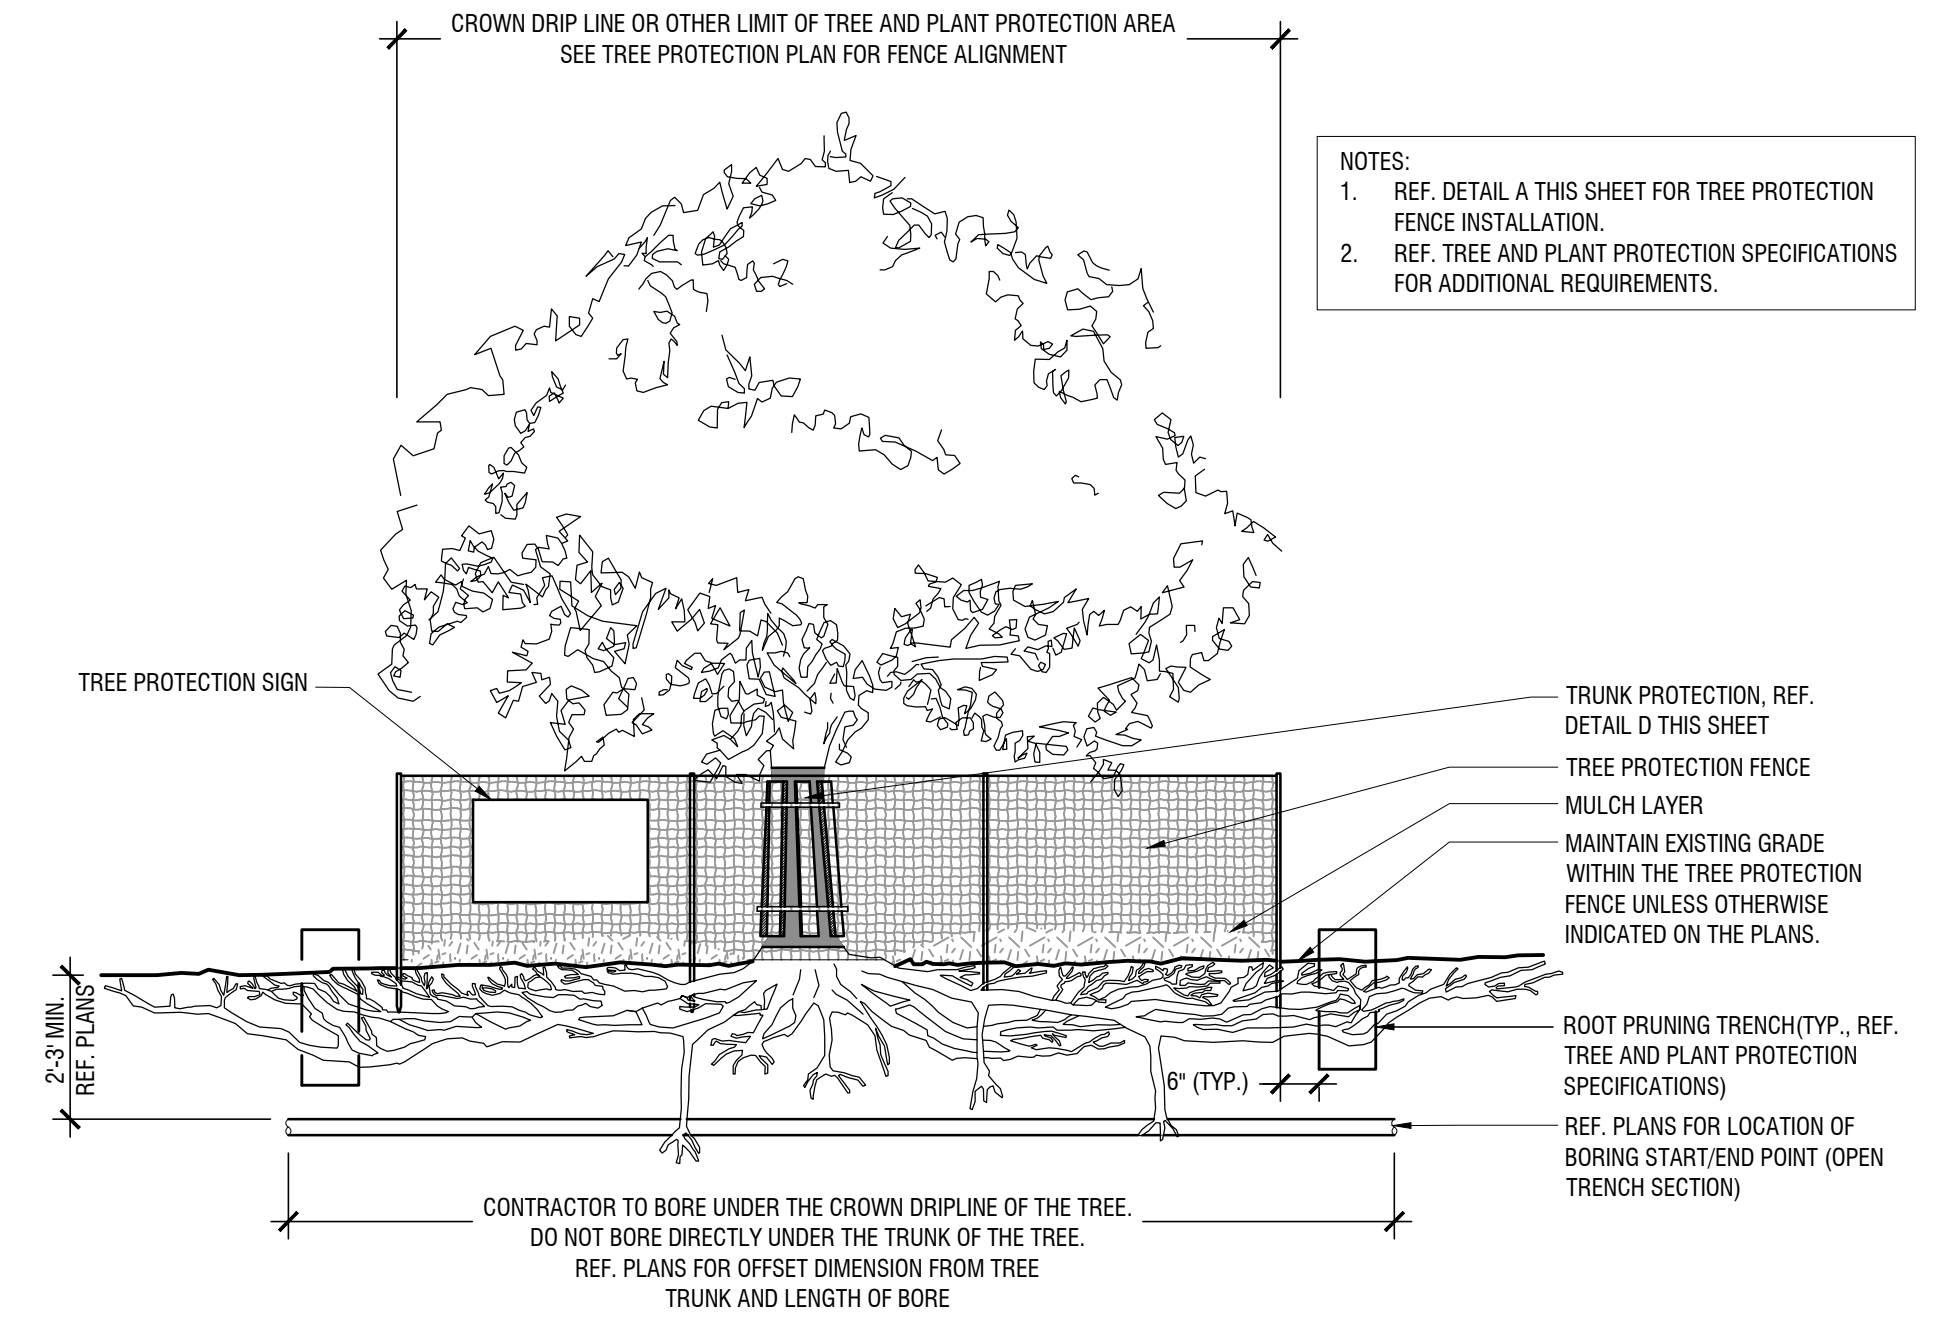 CROWN DRIP LINE OR OTHER LIMIT OF TREE AND PLANT PROTECTION AREA
SEE TREE PROTECTION PLAN FOR FENCE ALIGNMENT
NOTES:
1. REF. DETAIL A THIS SHEET FOR TREE PROTECTION
FENCE INSTALLATION.
2. REF. TREE AND PLANT PROTECTION SPECIFICATIONS
FOR ADDITIONAL REQUIREMENTS.
TREE PROTECTION SIGN
TRUNK PROTECTION, REF.
DETAIL D THIS SHEET
TREE PROTECTION FENCE
MULCH LAYER
MAINTAIN EXISTING GRADE
WITHIN THE TREE PROTECTION
FENCE UNLESS OTHERWISE
INDICATED ON THE PLANS.
2'-3' MIN.
REF. PLANS
6" (TYP.)
ROOT PRUNING TRENCH(TYP., REF.
TREE AND PLANT PROTECTION
SPECIFICATIONS)
REF. PLANS FOR LOCATION OF
BORING START/END POINT (OPEN
TRENCH SECTION)
CONTRACTOR TO BORE UNDER THE CROWN DRIPLINE OF THE TREE.
DO NOT BORE DIRECTLY UNDER THE TRUNK OF THE TREE.
REF. PLANS FOR OFFSET DIMENSION FROM TREE
TRUNK AND LENGTH OF BORE